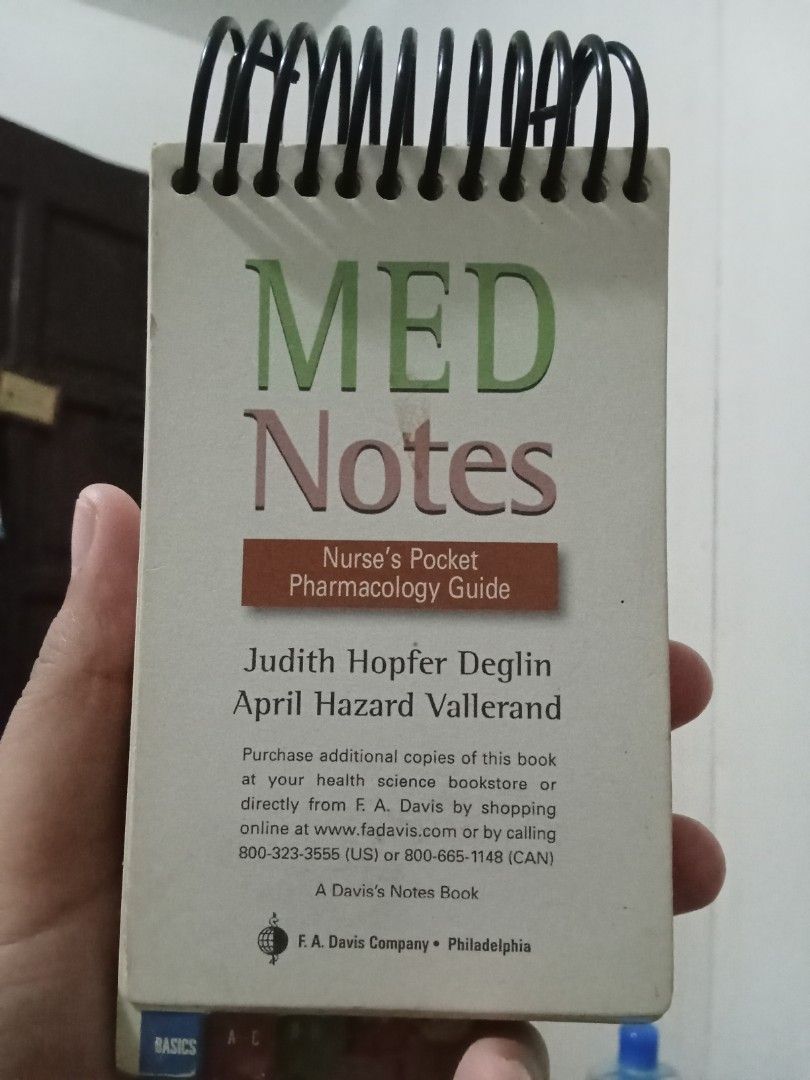 MED
Notes
Nurse's Pocket
Pharmacology Guide
Judith Hopfer Deglin
April Hazard Vallerand
Purchase additional copies of this book
at your health science bookstore or
directly from F. A. Davis by shopping
online at www.fadavis.com or by calling
800-323-3555 (US) or 800-665-1148 (CAN)
A Davis's Notes Book
F. A. Davis Company • Philadelphia
BASICS
A C